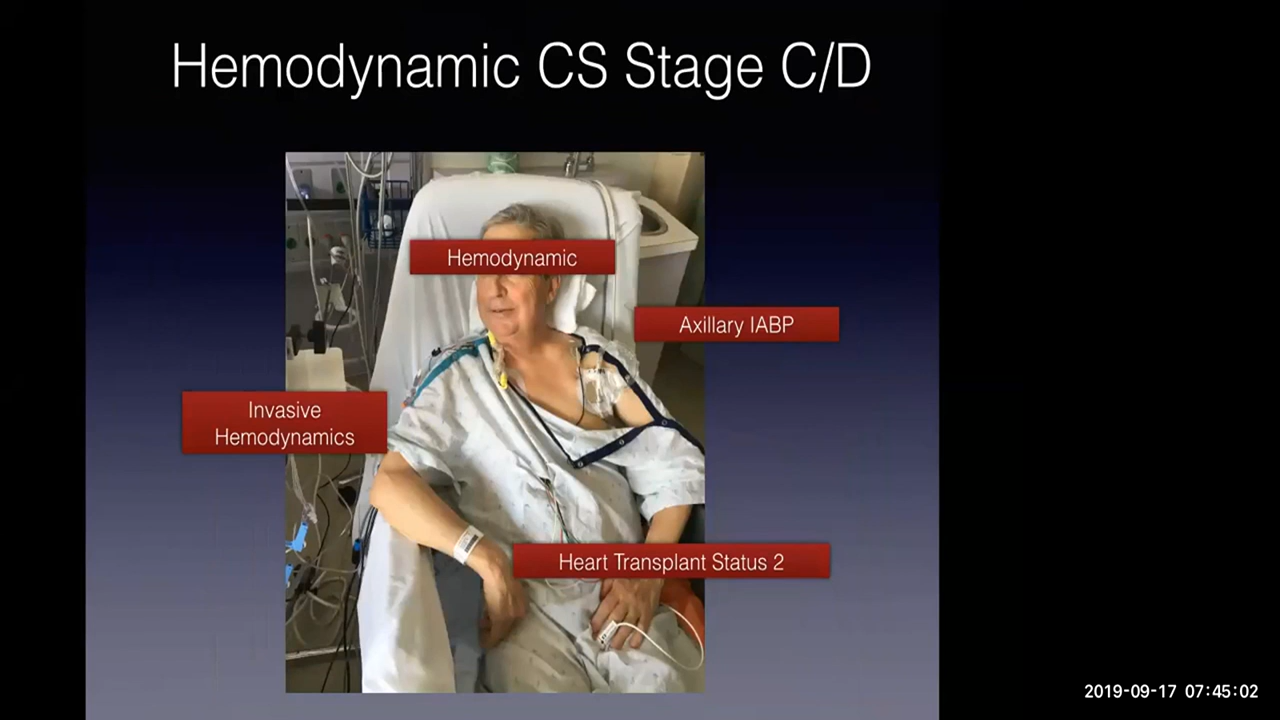 Hemodynamic CS Stage C/D
Hemodynamic
Axillary IABP
Invasive
Hemodynamics
Heart Transplant Status 2
2019-09-17 07:45:02